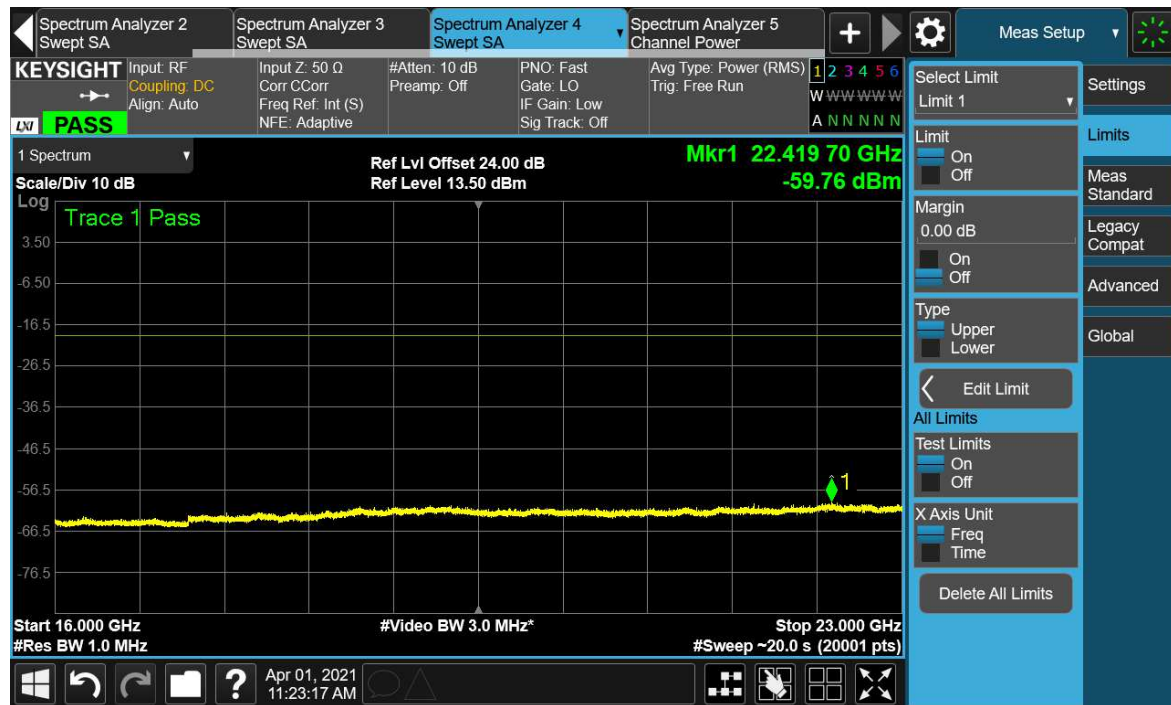 Spectrum Analyzer 2
Swept SA
Spectrum Analyzer 3
Swept SA
Spectrum Analyzer 4
Swept SA
Spectrum Analyzer 5
Channel Power
Meas Setup
KEYSIGHT
LXI PASS
Input: RF
Coupling: DC
Align: Auto
Input Z: 50 Ω
Corr CCorr
Freq Ref: Int (S)
NFE: Adaptive
#Atten: 10 dB
Preamp: Off
PNO: Fast
Gate: LO
IF Gain: Low
Sig Track: Off
Avg Type: Power (RMS)
Trig: Free Run
1 2 3 4 5 6
W W W W W W
A N N N N N
1 Spectrum
Scale/Div 10 dB
Ref Lvl Offset 24.00 dB
Ref Level 13.50 dBm
Mkr1 22.419 70 GHz
-59.76 dBm
Log
Trace 1 Pass
3.50
-6.50
-16.5
-26.5
-36.5
-46.5
-56.5
-66.5
-76.5
1
Start 16.000 GHz
#Res BW 1.0 MHz
#Video BW 3.0 MHz*
Stop 23.000 GHz
#Sweep ~20.0 s (20001 pts)
Select Limit
Limit 1
Limit
On
Off
Margin
0.00 dB
On
Off
Type
Upper
Lower
Edit Limit
All Limits
Test Limits
On
Off
X Axis Unit
Freq
Time
Delete All Limits
Settings
Limits
Meas
Standard
Legacy
Compat
Advanced
Global
?
Apr 01, 2021
11:23:17 AM